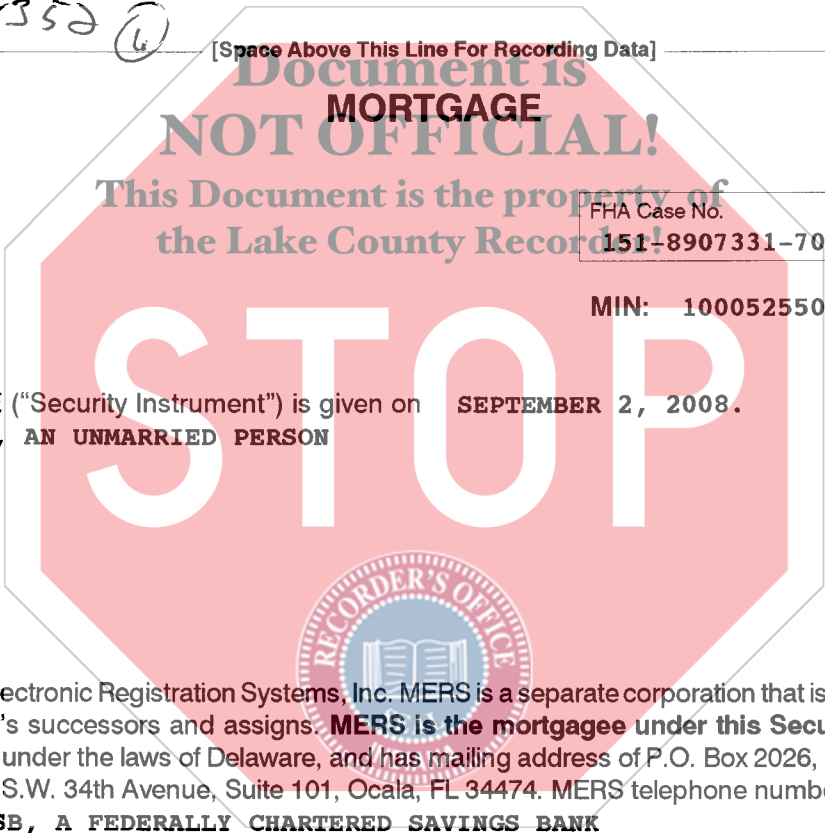 352 4
[Space Above This Line For Recording Data]
Document is
MORTGAGE
NOT OFFICIAL!
This Document is the property of
the Lake County Recorder!
FHA Case No.
151-8907331-70
MIN: 100052550
STOP
("Security Instrument") is given on SEPTEMBER 2, 2008.
, AN UNMARRIED PERSON
RECORDER'S OFFICE
ectronic Registration Systems, Inc. MERS is a separate corporation that is
's successors and assigns. MERS is the mortgagee under this Secu
under the laws of Delaware, and has mailing address of P.O. Box 2026,
S.W. 34th Avenue, Suite 101, Ocala, FL 34474. MERS telephone numb
SB, A FEDERALLY CHARTERED SAVINGS BANK